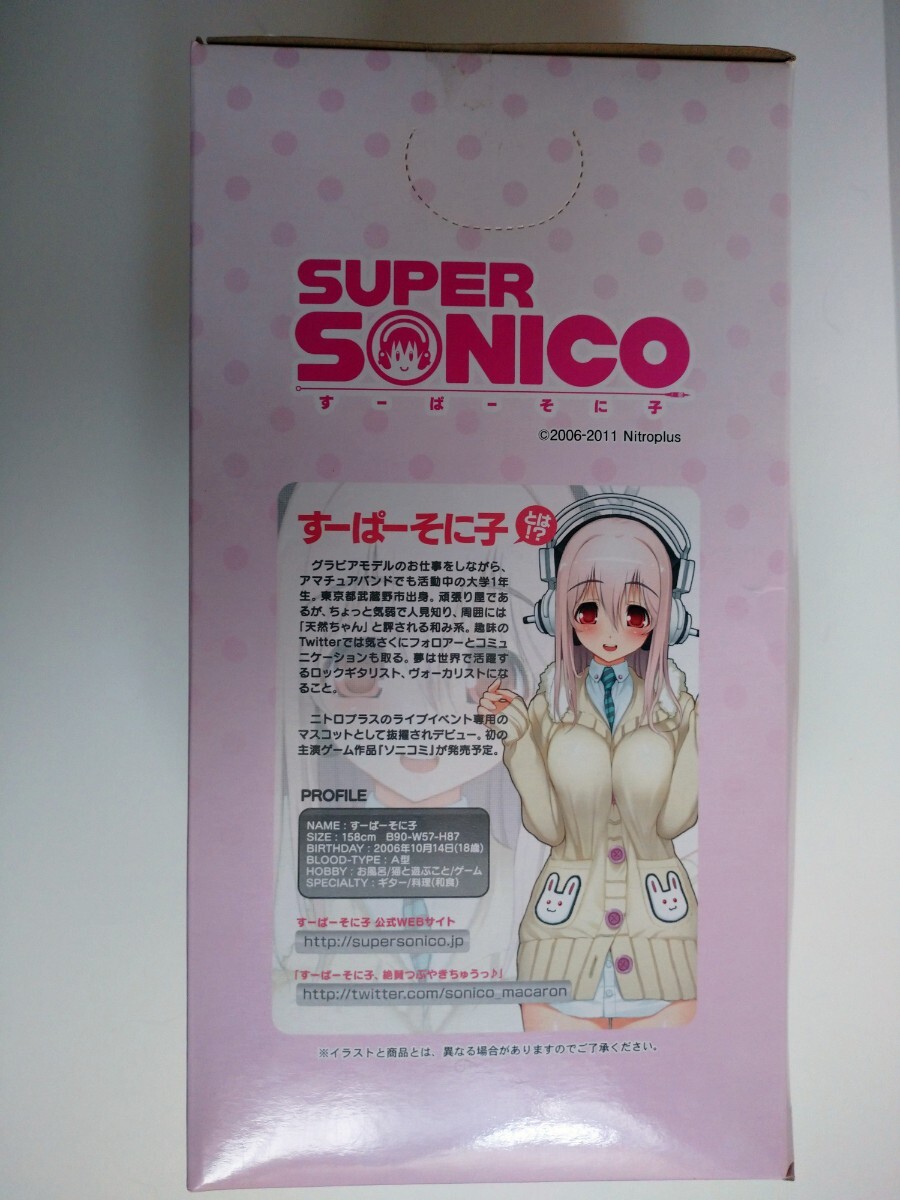 SUPER
SONICO
すーぱーそに子
©2006-2011 Nitroplus
すーぱーそに子 とは!?
グラビアモデルのお仕事をしながら、
アマチュアバンドでも活動中の大学1年
生。東京都武蔵野市出身。頑張り屋であ
るが、ちょっと気弱で人見知り、周囲には
「天然ちゃん」と評される和み系。趣味の
Twitterでは気さくにフォロアーとコミュ
ニケーションも取る。夢は世界で活躍す
るロックギタリスト、ヴォーカリストにな
ること。
ニトロプラスのライブイベント専用の
マスコットとして抜擢されデビュー。初の
主演ゲーム作品「ソニコミ」が発売予定。
PROFILE
NAME : すーぱーそに子
SIZE : 158cm B90-W57-H87
BIRTHDAY : 2006年10月14日(18歳)
BLOOD-TYPE : A型
HOBBY : お風呂/猫と遊ぶこと/ゲーム
SPECIALTY : ギター/料理(和食)
すーぱーそに子 公式WEBサイト
http://supersonico.jp
「すーぱーそに子、絶賛つぶやきちゅうっ♪」
http://twitter.com/sonico_macaron
※イラストと商品とは、異なる場合がありますのでご了承ください。